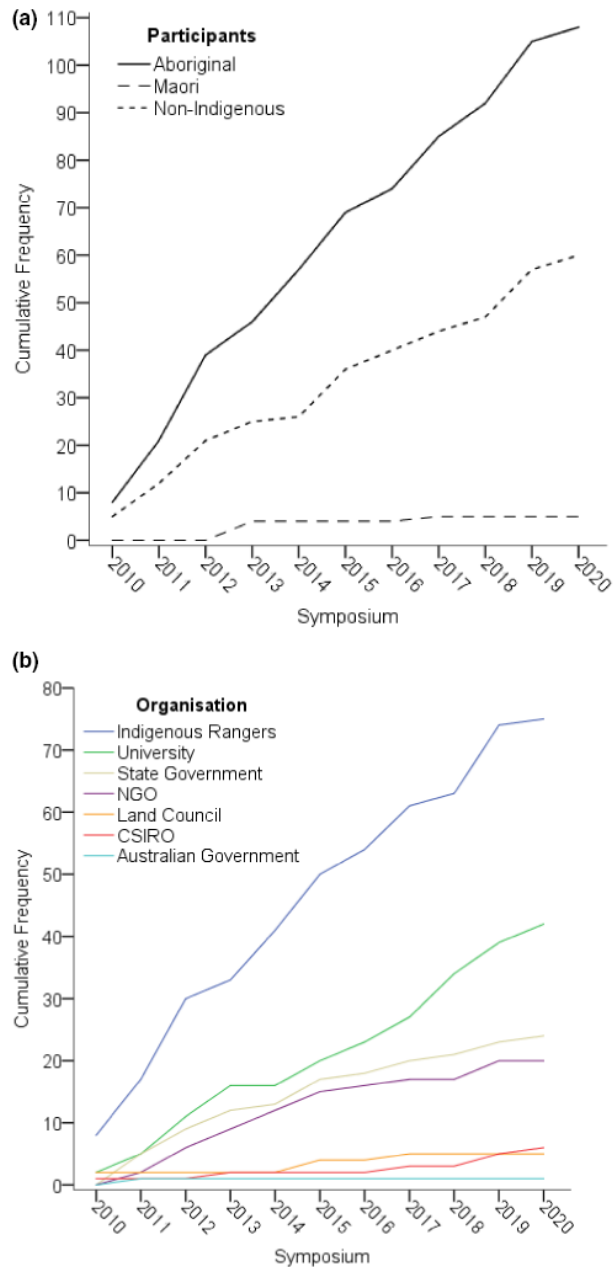 (a)
Participants
Aboriginal
Maori
Non-Indigenous
110
100
90
80
70
60
50
40
30
20
10
0
Cumulative Frequency
2010
2011
2012
2013
2014
2015
2016
2017
2018
2019
2020
Symposium
(b)
Organisation
Indigenous Rangers
University
State Government
NGO
Land Council
CSIRO
Australian Government
80
70
60
50
40
30
20
10
0
Cumulative Frequency
2010
2011
2012
2013
2014
2015
2016
2017
2018
2019
2020
Symposium